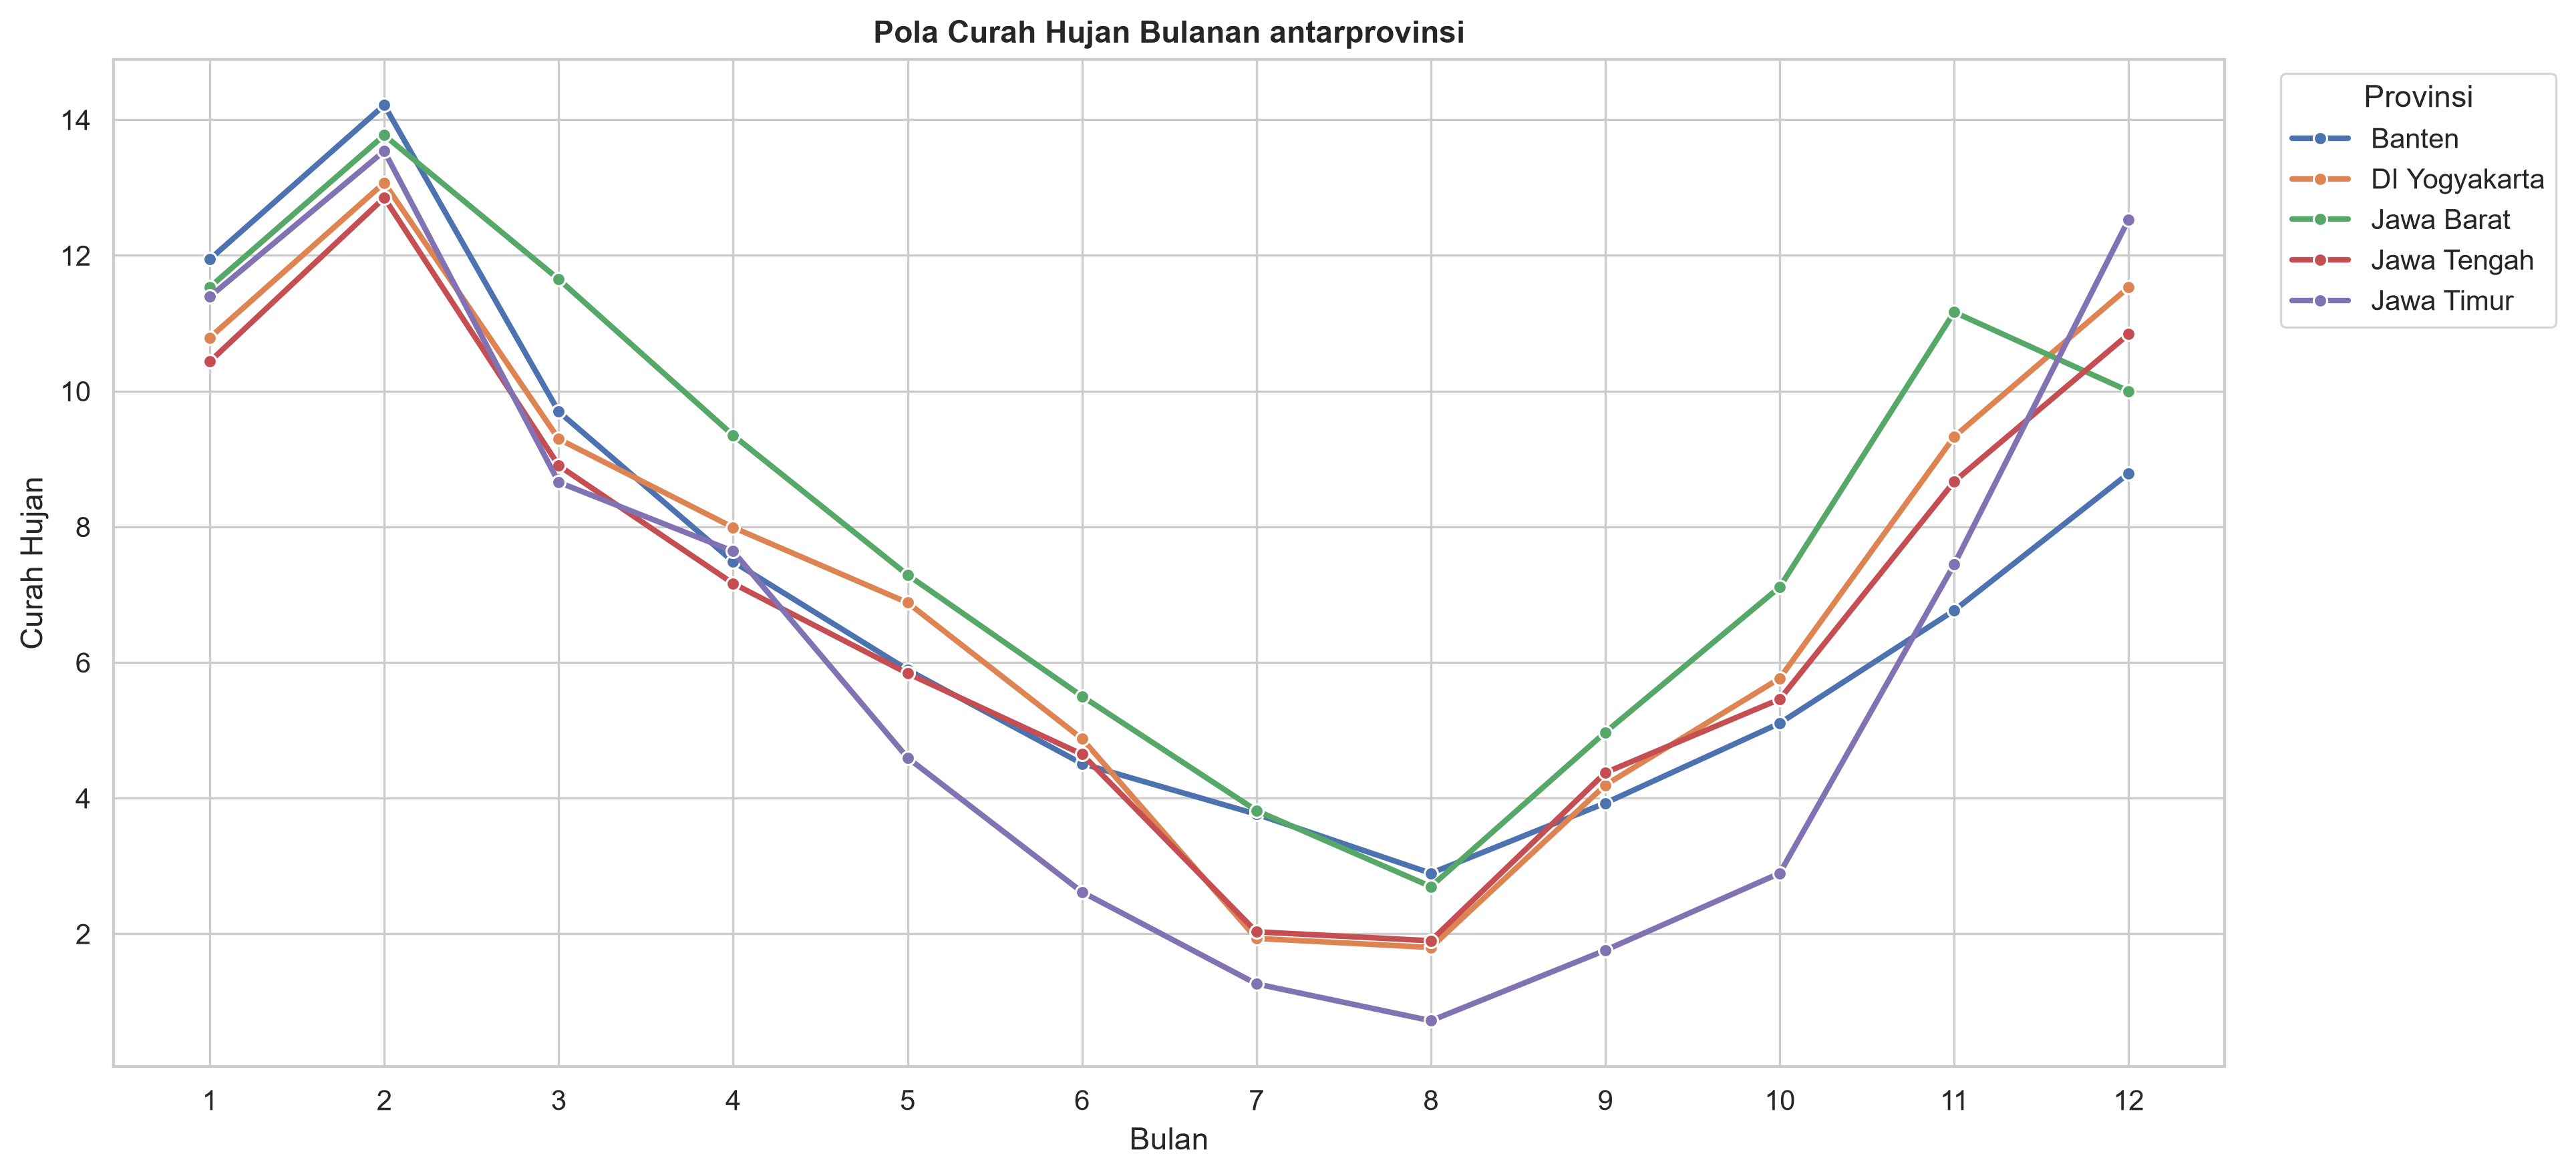 Pola Curah Hujan Bulanan antarprovinsi
Curah Hujan
14
12
10
8
6
4
2
1 2 3 4 5 6 7 8 9 10 11 12
Bulan
Provinsi
Banten
DI Yogyakarta
Jawa Barat
Jawa Tengah
Jawa Timur